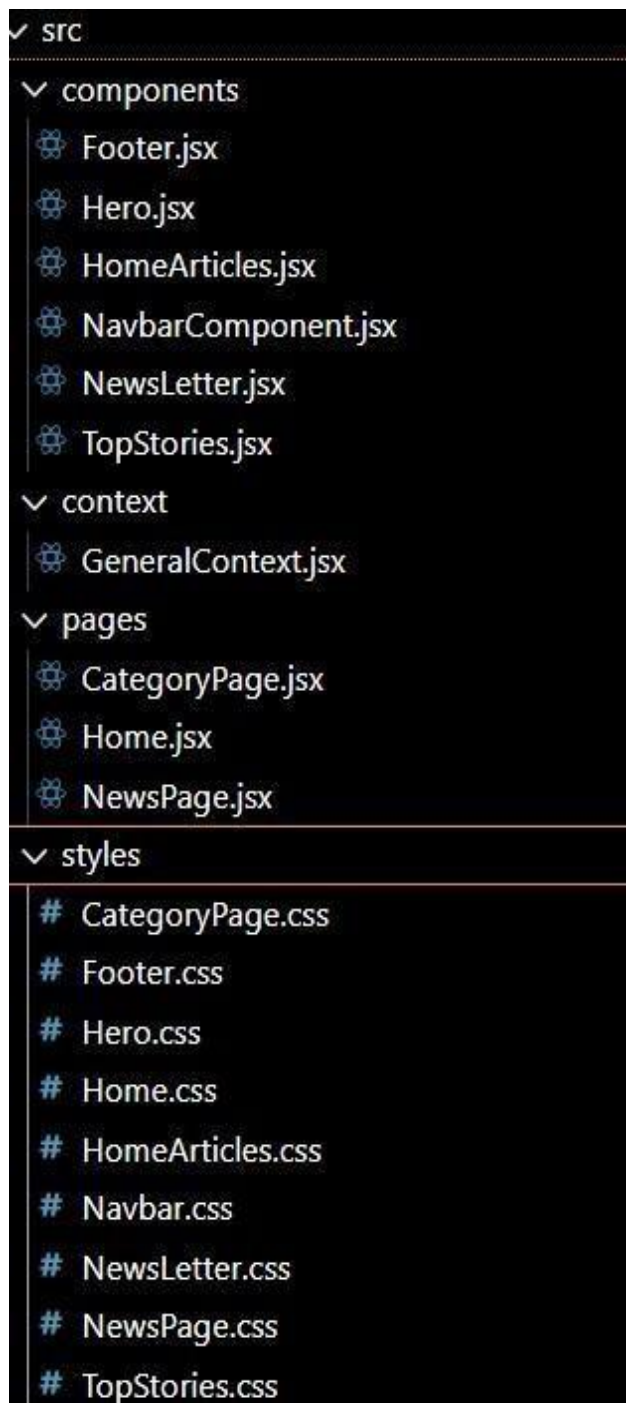 src
components
Footer.jsx
Hero.jsx
HomeArticles.jsx
NavbarComponent.jsx
NewsLetter.jsx
TopStories.jsx
context
GeneralContext.jsx
pages
CategoryPage.jsx
Home.jsx
NewsPage.jsx
styles
# CategoryPage.css
# Footer.css
# Hero.css
# Home.css
# HomeArticles.css
# Navbar.css
# NewsLetter.css
# NewsPage.css
# TopStories.css